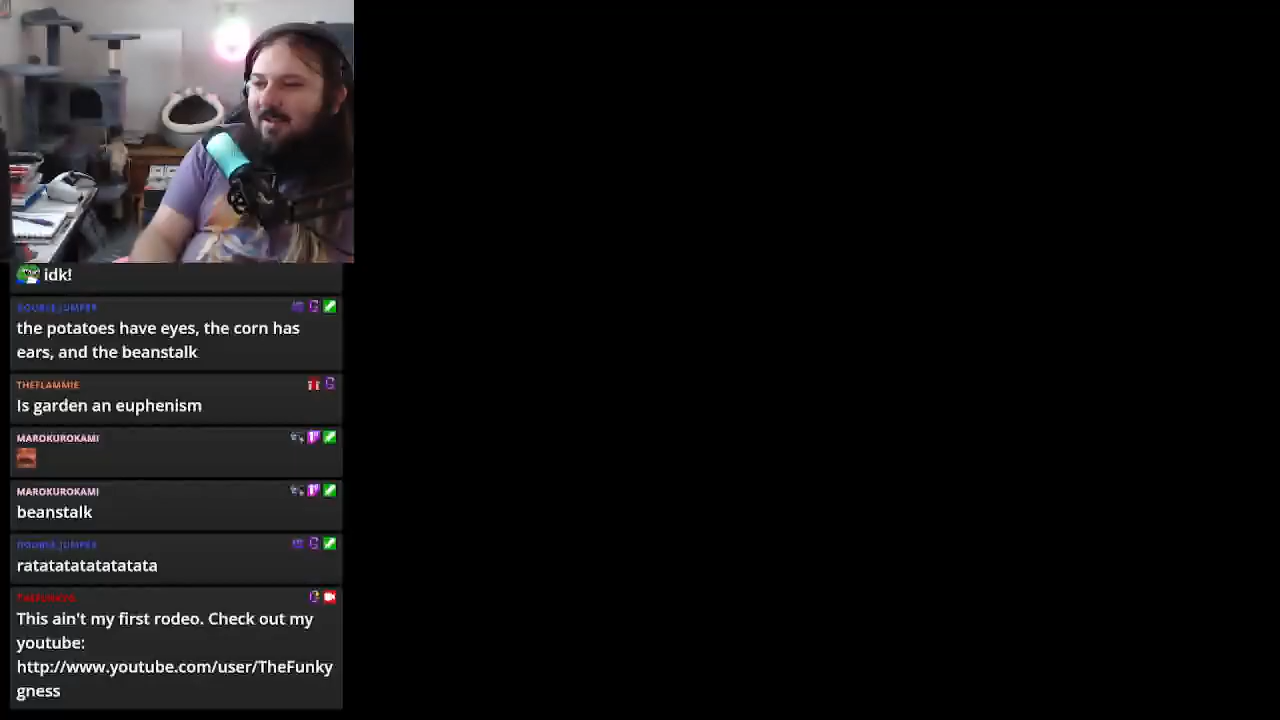 idk!
DOUBLE_JUMPER
the potatoes have eyes, the corn has
ears, and the beanstalk
THEFLAMMIE
Is garden an euphenism
MAROKUROKAMI
MAROKUROKAMI
beanstalk
DOUBLE_JUMPER
ratatatatatatatata
This ain't my first rodeo. Check out my
youtube:
http://www.youtube.com/user/TheFunky
gness